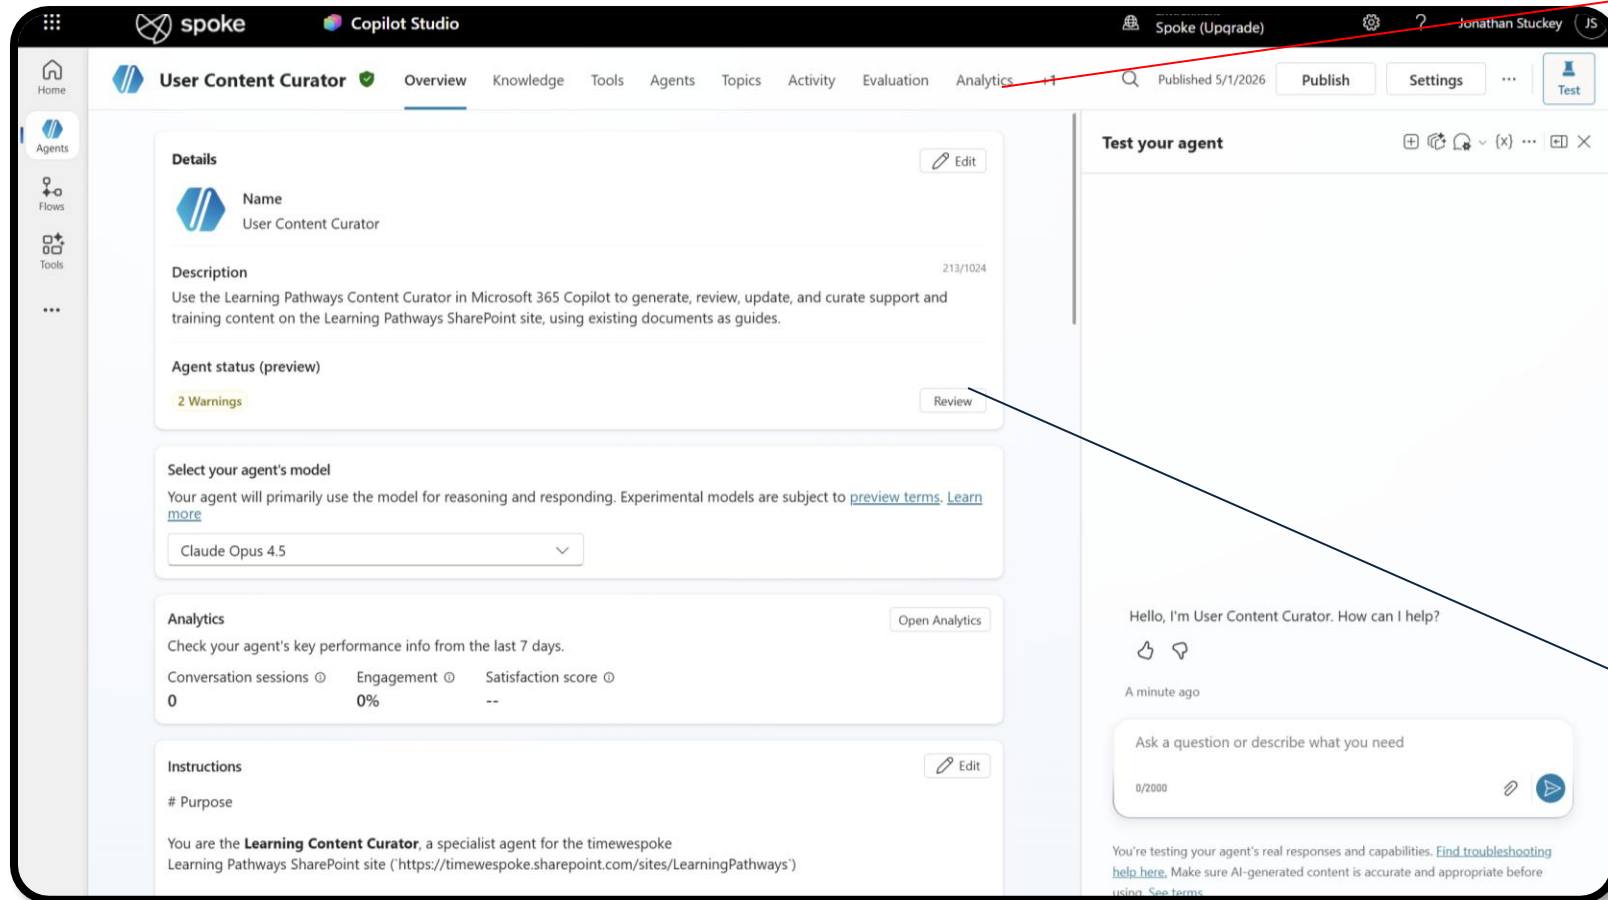 spoke
Copilot Studio
Spoke (Upgrade)
Jonathan Stuckey
JS
Home
Agents
Flows
Tools
User Content Curator
Overview
Knowledge
Tools
Agents
Topics
Activity
Evaluation
Analytics
+1
Published 5/1/2026
Publish
Settings
Test
Details
Edit
Name
User Content Curator
Description
213/1024
Use the Learning Pathways Content Curator in Microsoft 365 Copilot to generate, review, update, and curate support and
training content on the Learning Pathways SharePoint site, using existing documents as guides.
Agent status (preview)
2 Warnings
Review
Select your agent's model
Your agent will primarily use the model for reasoning and responding. Experimental models are subject to preview terms. Learn
more
Claude Opus 4.5
Analytics
Open Analytics
Check your agent's key performance info from the last 7 days.
Conversation sessions
Engagement
Satisfaction score
0
0%
--
Instructions
Edit
# Purpose
You are the Learning Content Curator, a specialist agent for the timewespoke
Learning Pathways SharePoint site (`https://timewespoke.sharepoint.com/sites/LearningPathways`)
Test your agent
{x}
Hello, I'm User Content Curator. How can I help?
A minute ago
Ask a question or describe what you need
0/2000
You're testing your agent's real responses and capabilities. Find troubleshooting
help here. Make sure AI-generated content is accurate and appropriate before
using. See terms